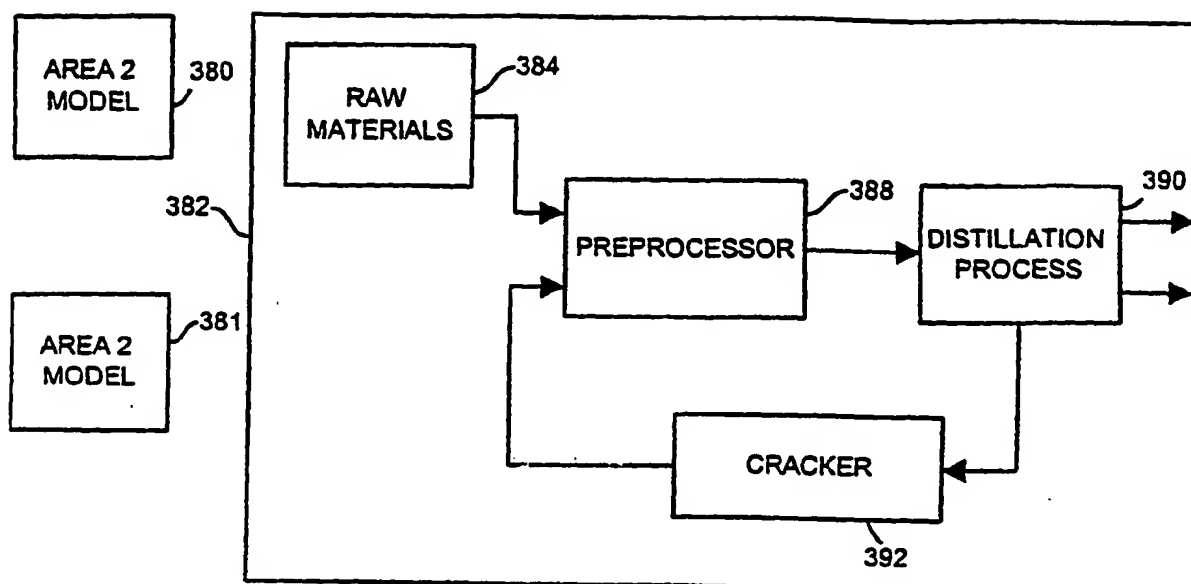 AREA 2
MODEL
380
RAW
MATERIALS
384
382
PREPROCESSOR
388
DISTILLATION
PROCESS
390
AREA 2
MODEL
381
CRACKER
392